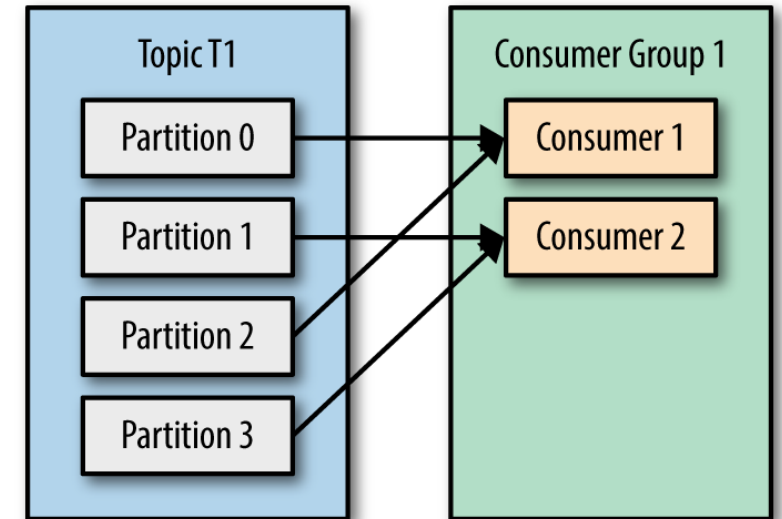 Topic T1
Partition 0
Partition 1
Partition 2
Partition 3
Consumer Group 1
Consumer 1
Consumer 2